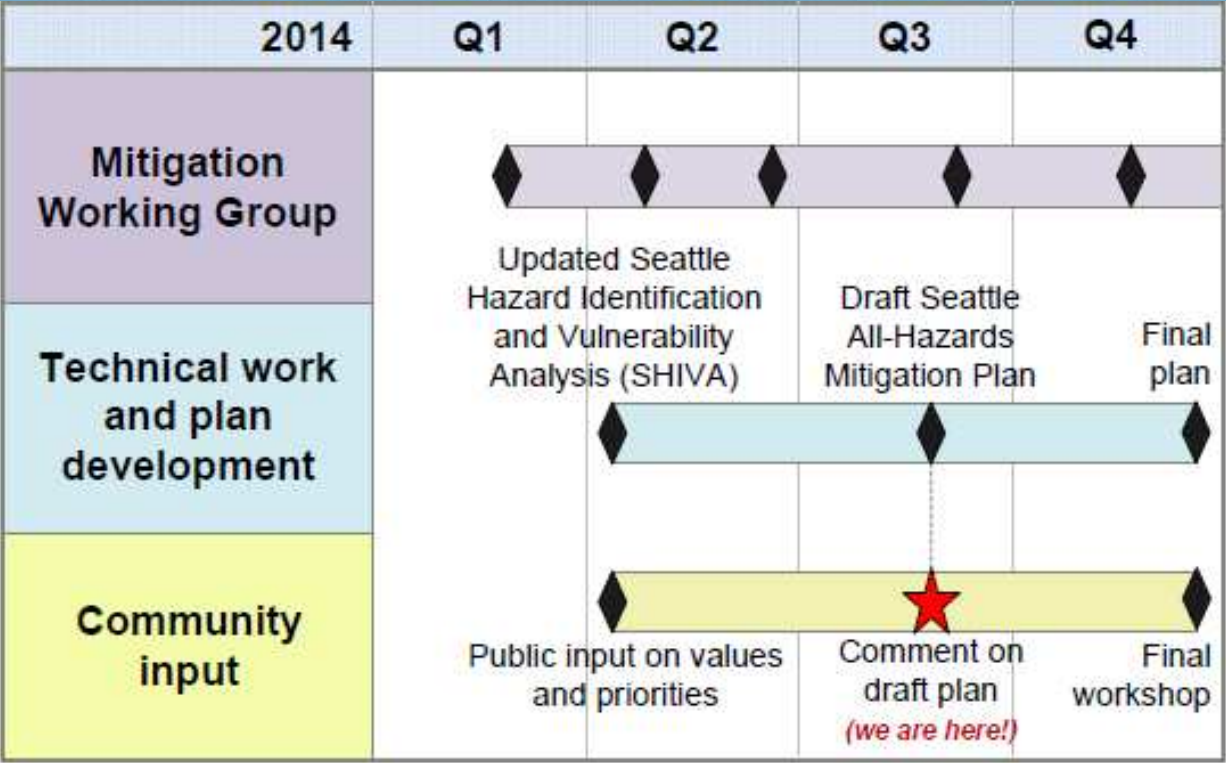 2014 Q1 Q2 Q3 Q4
Mitigation
Working Group
Updated Seattle
Hazard Identification
and Vulnerability
Analysis (SHIVA)
Draft Seattle
All-Hazards
Mitigation Plan
Final
plan
Technical work
and plan
development
Community
input
Public input on values
and priorities
Comment on
draft plan
(we are here!)
Final
workshop